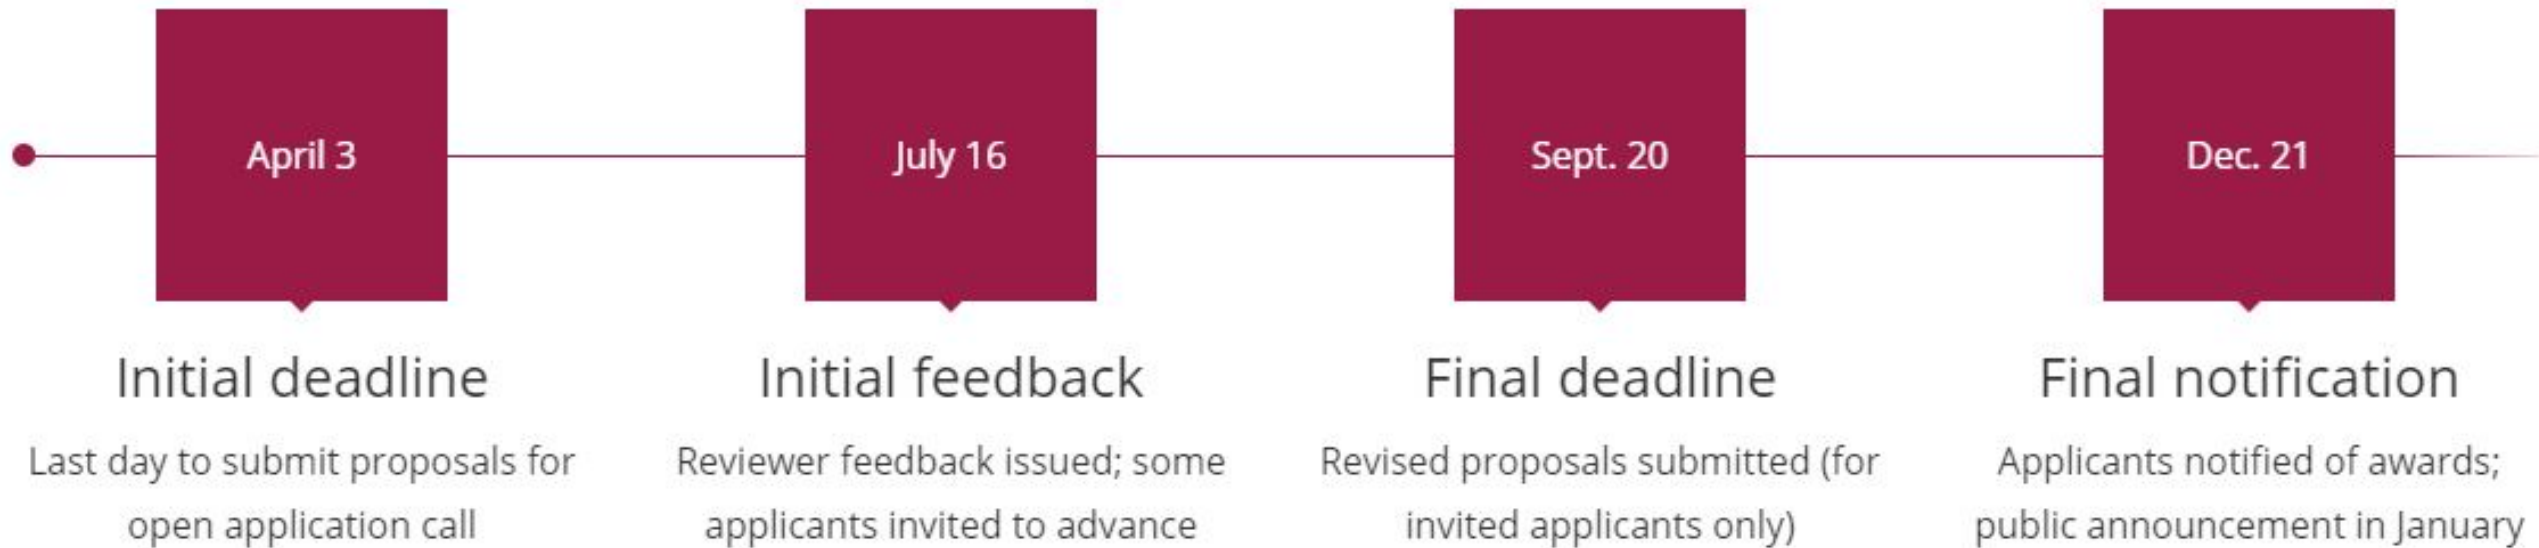 April 3
July 16
Sept. 20
Dec. 21
Initial deadline
Last day to submit proposals for
open application call
Initial feedback
Reviewer feedback issued; some
applicants invited to advance
Final deadline
Revised proposals submitted (for
invited applicants only)
Final notification
Applicants notified of awards;
public announcement in January